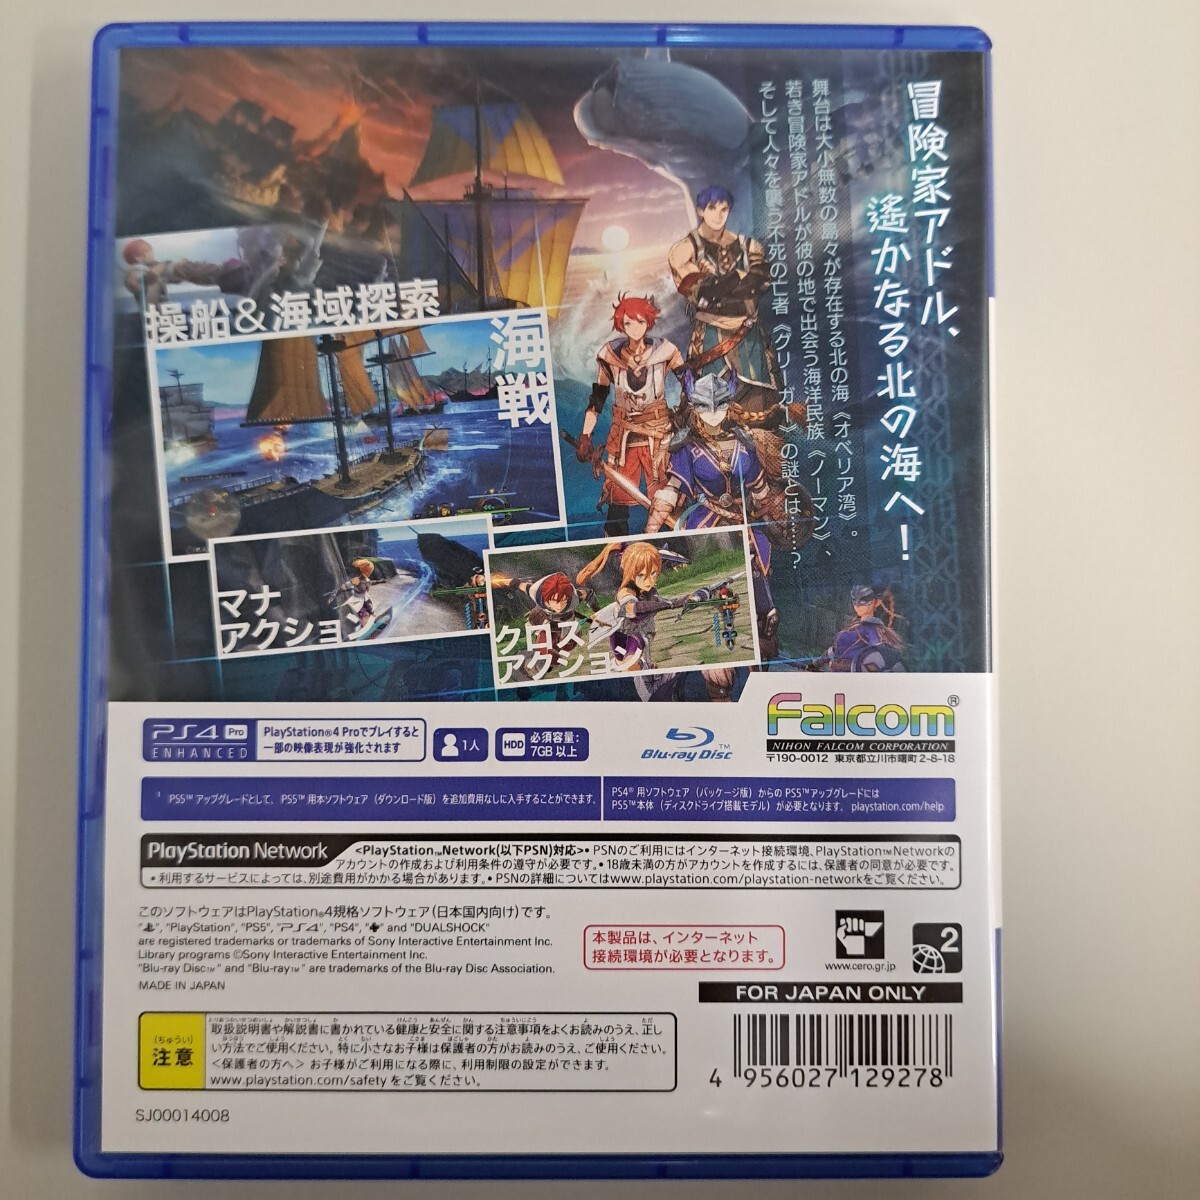 冒険家アドル、
遙かなる北の海へ!
舞台は大小無数の島々が存在する北の海《オベリア湾》。
若き冒険家アドルが彼の地で出会う海洋民族《ノーマン》、
そして人々を襲う不死の亡者《グリーガー》の謎とは……?
操船&海域探索
海戦
マナ
アクション
クロス
アクション
Falcom®
NIHON FALCOM CORPORATION
〒190-0012 東京都立川市曙町2-8-18
PS4 Pro
ENHANCED
PlayStation®4 Proでプレイすると
一部の映像表現が強化されます
1人
HDD 必須容量:
7GB 以上
Blu-ray Disc™
PS5™ アップグレードとして、PS5™ 用本ソフトウェア(ダウンロード版)を追加費用なしに入手することができます。
PS4® 用ソフトウェア(パッケージ版)からの PS5™ アップグレードには
PS5™ 本体(ディスクドライブ搭載モデル)が必要となります。 playstation.com/help
PlayStation Network
<PlayStation™Network(以下PSN)対応>• PSNのご利用にはインターネット接続環境、PlayStation™Networkの
アカウントの作成および利用条件の遵守が必要です。• 18歳未満の方がアカウントを作成するには、保護者の同意が必要です。
• 利用するサービスによっては、別途費用がかかる場合があります。• PSNの詳細についてはwww.playstation.com/playstation-networkをご覧ください。
このソフトウェアはPlayStation®4規格ソフトウェア(日本国内向け)です。
" ", "PlayStation", "PS5", "PS4", "PS4", " " and "DUALSHOCK"
are registered trademarks or trademarks of Sony Interactive Entertainment Inc.
Library programs ©Sony Interactive Entertainment Inc.
"Blu-ray Disc™" and "Blu-ray™" are trademarks of the Blu-ray Disc Association.
MADE IN JAPAN
本製品は、インターネット
接続環境が必要となります。
www.cero.gr.jp
2
FOR JAPAN ONLY
(ちゅうい)
注意
取扱説明書や解説書に書かれている健康と安全に関する注意事項をよくお読みのうえ、正し
い方法でご使用ください。特に小さなお子様は保護者の方がお読みのうえ、ご使用ください。
<保護者の方へ> お子様がご利用になる際に、利用制限の設定ができます。
www.playstation.com/safety をご覧ください。
4 956027 129278
SJ00014008